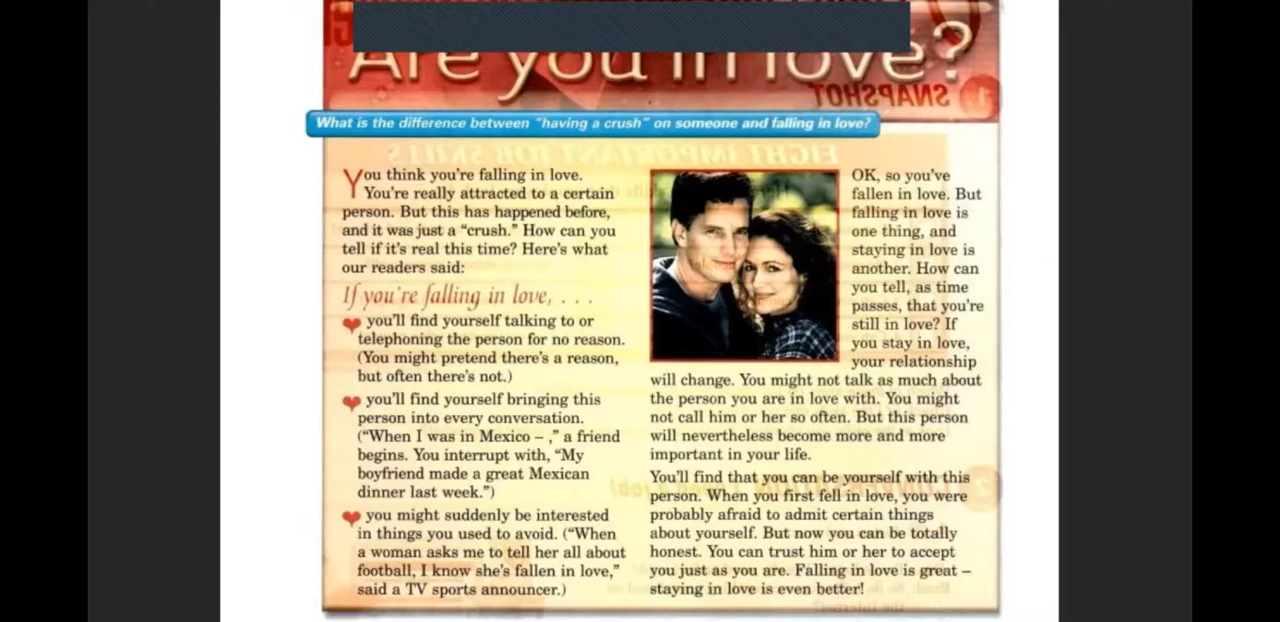 Are you in love?
SNAPSHOT
What is the difference between "having a crush" on someone and falling in love?
EIGHT IMPORTANT JOB SKILLS
You think you're falling in love.
You're really attracted to a certain
person. But this has happened before,
and it was just a "crush." How can you
tell if it's real this time? Here's what
our readers said:
If you're falling in love, . . .
you'll find yourself talking to or
telephoning the person for no reason.
(You might pretend there's a reason,
but often there's not.)
you'll find yourself bringing this
person into every conversation.
("When I was in Mexico – ," a friend
begins. You interrupt with, "My
boyfriend made a great Mexican
dinner last week.")
you might suddenly be interested
in things you used to avoid. ("When
a woman asks me to tell her all about
football, I know she's fallen in love,"
said a TV sports announcer.)
OK, so you've
fallen in love. But
falling in love is
one thing, and
staying in love is
another. How can
you tell, as time
passes, that you're
still in love? If
you stay in love,
your relationship
will change. You might not talk as much about
the person you are in love with. You might
not call him or her so often. But this person
will nevertheless become more and more
important in your life.
You'll find that you can be yourself with this
person. When you first fell in love, you were
probably afraid to admit certain things
about yourself. But now you can be totally
honest. You can trust him or her to accept
you just as you are. Falling in love is great –
staying in love is even better!